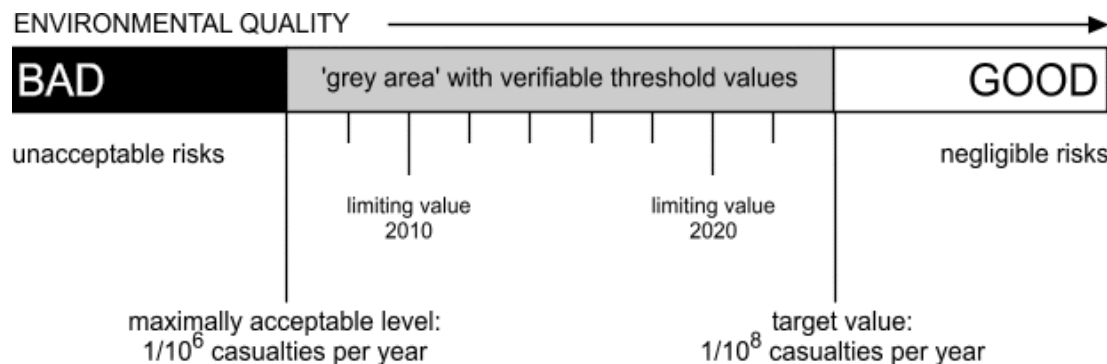 ENVIRONMENTAL QUALITY
BAD
'grey area' with verifiable threshold values
GOOD
unacceptable risks
negligible risks
limiting value
2010
limiting value
2020
maximally acceptable level:
1/10⁶ casualties per year
target value:
1/10⁸ casualties per year